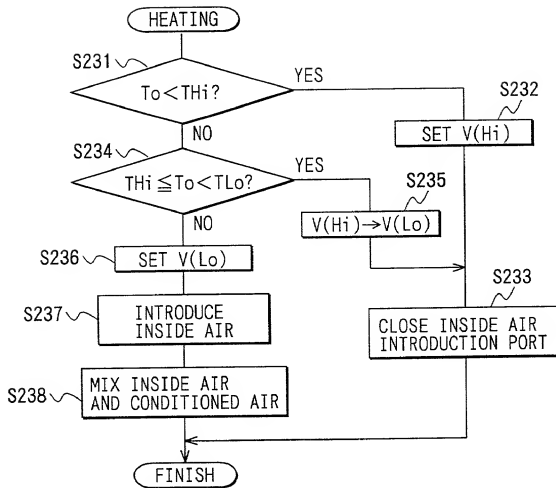 HEATING
S231
To<THi?
YES
S232
SET V(Hi)
NO
S234
THi≦To<TLo?
YES
S235
V(Hi)→V(Lo)
NO
S236
SET V(Lo)
S233
S237
INTRODUCE
INSIDE AIR
CLOSE INSIDE AIR
INTRODUCTION PORT
S238
MIX INSIDE AIR
AND CONDITIONED AIR
FINISH